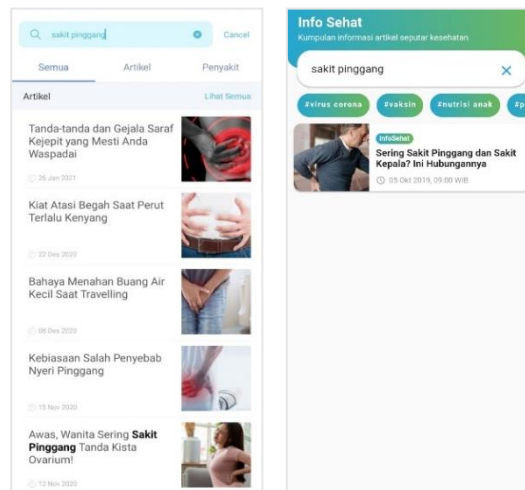 sakit pinggang
Cancel
Semua Artikel Penyakit
Artikel Lihat Semua
Tanda-tanda dan Gejala Saraf
Kejepit yang Mesti Anda
Waspadai
26 Jan 2021
Kiat Atasi Begah Saat Perut
Terlalu Kenyang
22 Des 2020
Bahaya Menahan Buang Air
Kecil Saat Travelling
08 Des 2020
Kebiasaan Salah Penyebab
Nyeri Pinggang
15 Nov 2020
Awas, Wanita Sering Sakit
Pinggang Tanda Kista
Ovarium!
12 Nov 2020
Info Sehat
Kumpulan informasi artikel seputar kesehatan
sakit pinggang
#virus corona #vaksin #nutrisi anak #p
InfoSehat
Sering Sakit Pinggang dan Sakit
Kepala? Ini Hubungannya
05 Okt 2019, 09:00 WIB